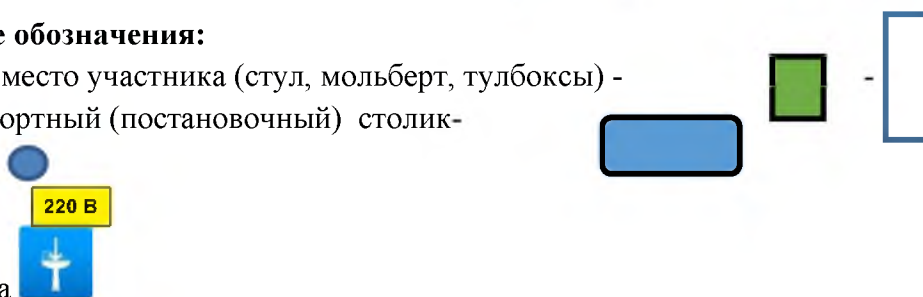 е обозначения:
место участника (стул, мольберт, тулбоксы) - -
ортный (постановочный) столик-
220 В
а